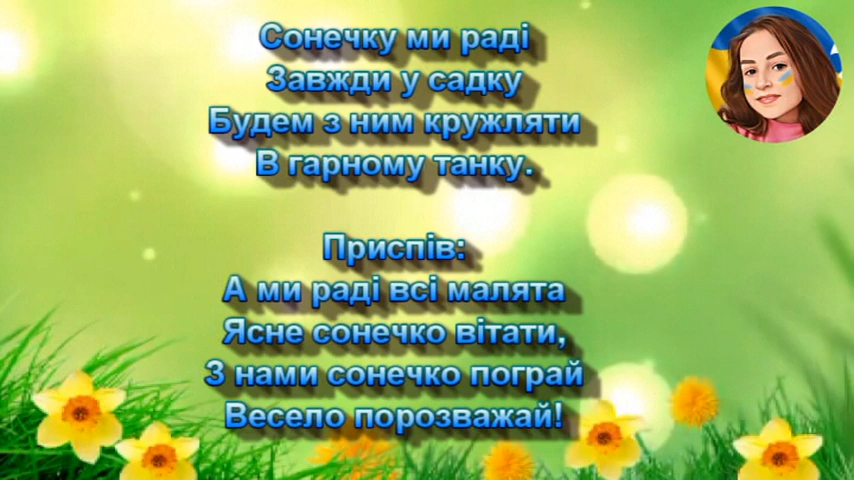 Сонечку ми раді
Завжди у садку
Будем з ним кружляти
В гарному танку.
Приспів:
А ми раді всі малята
Ясне сонечко вітати,
З нами сонечко пограй
Весело порозважай!